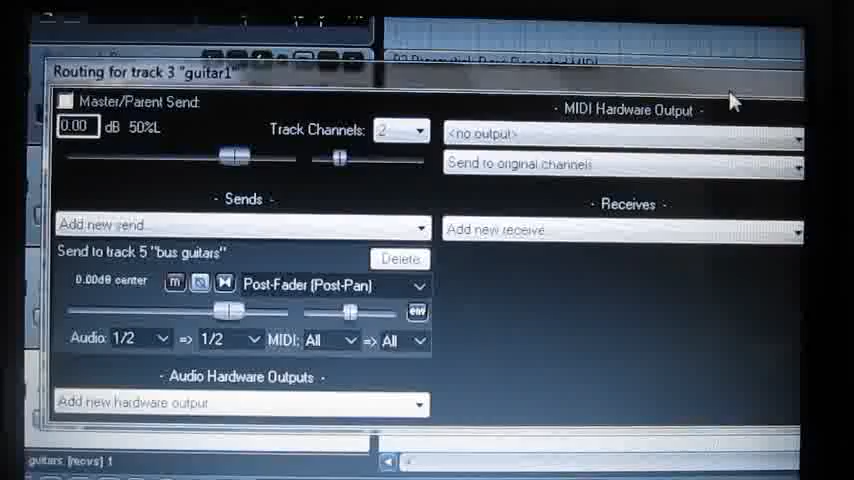 Routing for track 3 "guitar1"
Master/Parent Send:
0.00 dB 50%L
Track Channels: 2
- Sends -
Add new send...
Send to track 5 "bus guitars"
Delete
0.00dB center
m
Post-Fader (Post-Pan)
env
Audio: 1/2 => 1/2 MIDI: All => All
- Audio Hardware Outputs -
Add new hardware output
- MIDI Hardware Output -
<no output>
Send to original channels
- Receives -
Add new receive
guitars, [recvs] 1